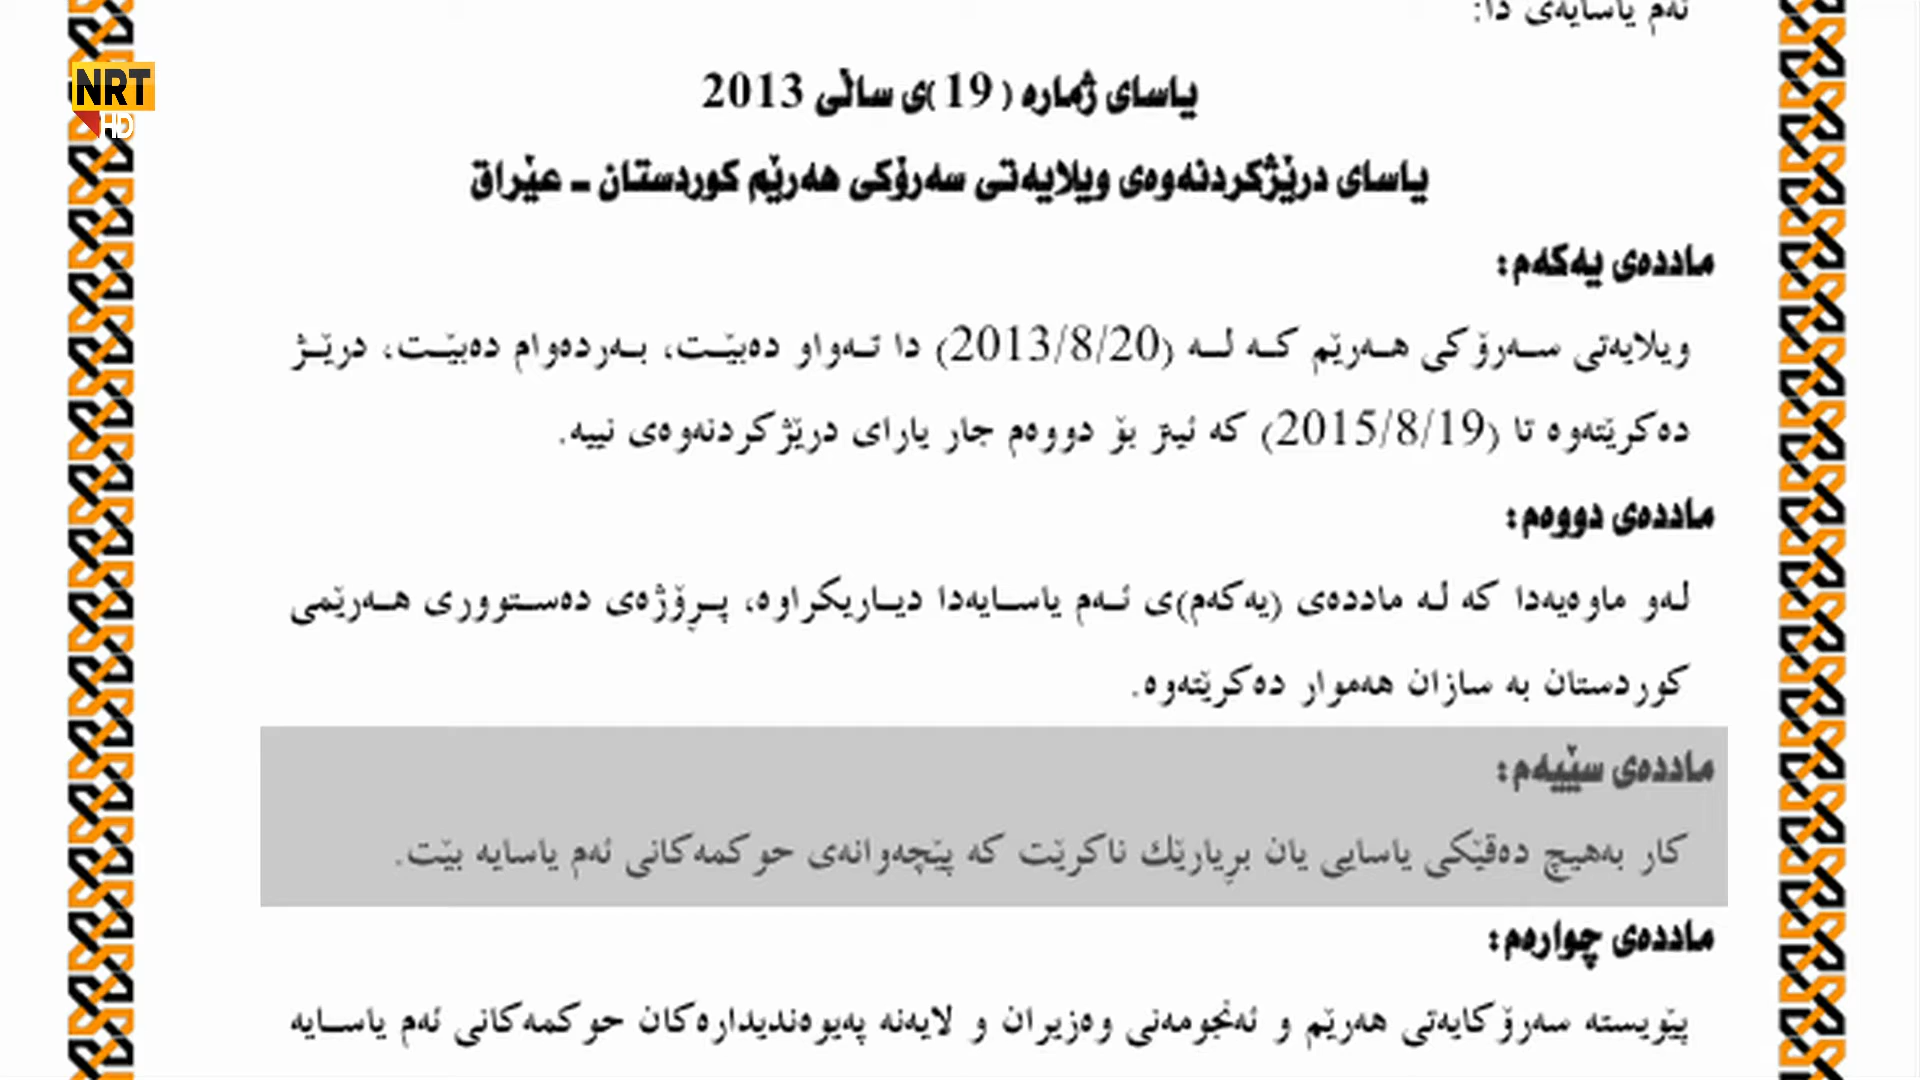 ئەم یاسایەی دا:
NRT
HD
یاسای ژمارە (19)ی ساڵی 2013
یاسای درێژکردنەوەی ویلایەتی سەرۆکی هەرێم کوردستان ـ عێراق
ماددەی یەکەم:
ویلایەتی سەرۆکی هەرێم کە لە (2013/8/20) دا تەواو دەبێت، بەردەوام دەبێت، درێژ
دەکرێتەوە تا (2015/8/19) کە ئیتر بۆ دووەم جار یارای درێژکردنەوەی نییە.
ماددەی دووەم:
لەو ماوەیەدا کە لە ماددەی (یەکەم)ی ئەم یاسایەدا دیاریکراوە، پڕۆژەی دەستووری هەرێمی
کوردستان بە سازان هەموار دەکرێتەوە.
ماددەی سێیەم:
کار بەهیچ دەقێکی یاسایی یان بڕیارێك ناکرێت کە پێچەوانەی حوکمەکانی ئەم یاسایە بێت.
ماددەی چوارەم:
پێویستە سەرۆکایەتی هەرێم و ئەنجومەنی وەزیران و لایەنە پەیوەندیدارەکان حوکمەکانی ئەم یاسایە